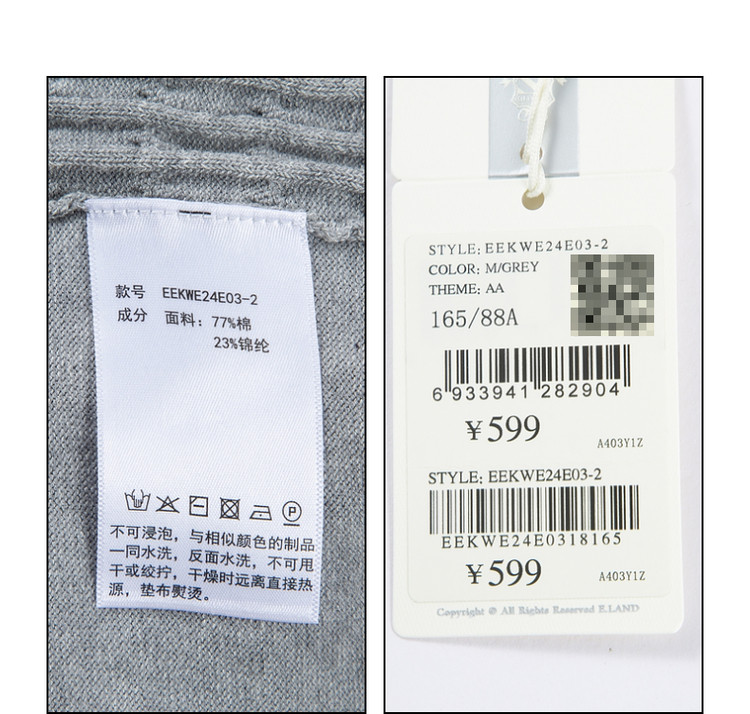 款号 EEKWE24E03-2
成分 面料：77%棉
23%锦纶
P
不可浸泡，与相似颜色的制品
一同水洗，反面水洗，不可用
干或绞拧，干燥时远离直接热
源，垫布熨烫。
STYLE: EEKWE24E03-2
COLOR: M/GREY
THEME: AA
165/88A
6 933941 282904
¥599
A403Y1Z
STYLE: EEKWE24E03-2
EEKWE24E0318165
¥599
A403Y1Z
Copyright @ All Rights Reserved E.LAND